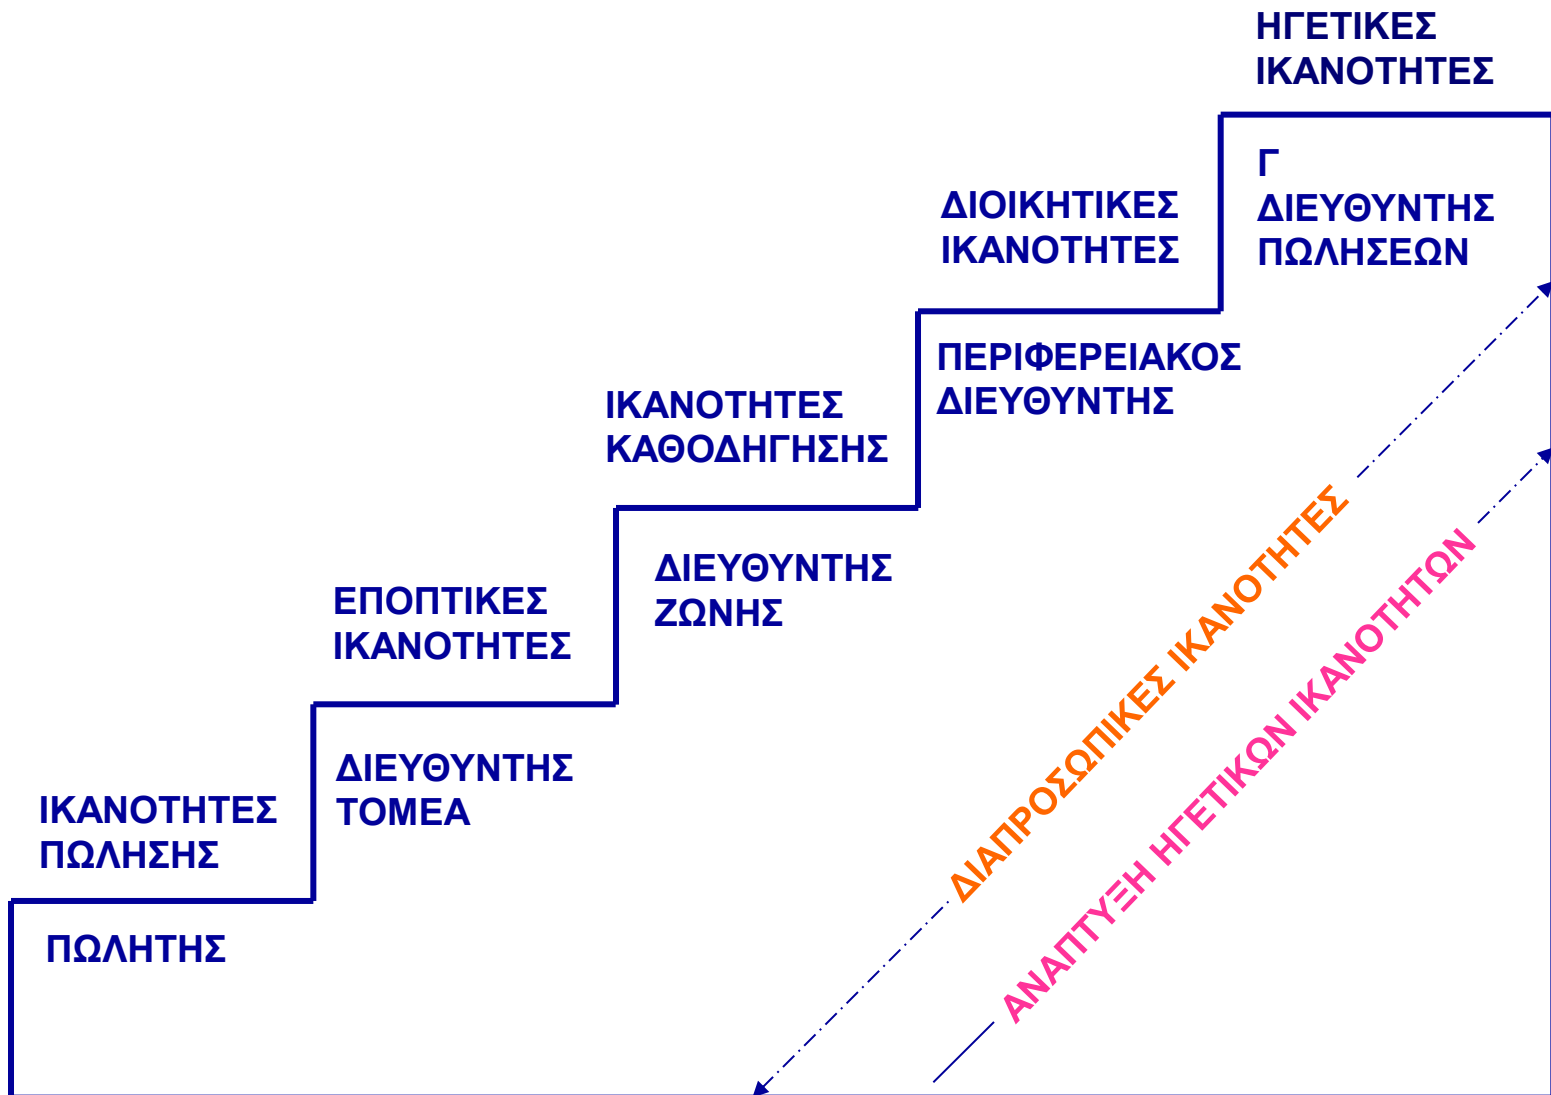 ΗΓΕΤΙΚΕΣ
ΙΚΑΝΟΤΗΤΕΣ
Γ
ΔΙΕΥΘΥΝΤΗΣ
ΠΩΛΗΣΕΩΝ
ΔΙΟΙΚΗΤΙΚΕΣ
ΙΚΑΝΟΤΗΤΕΣ
ΠΕΡΙΦΕΡΕΙΑΚΟΣ
ΔΙΕΥΘΥΝΤΗΣ
ΙΚΑΝΟΤΗΤΕΣ
ΚΑΘΟΔΗΓΗΣΗΣ
ΔΙΕΥΘΥΝΤΗΣ
ΖΩΝΗΣ
ΕΠΟΠΤΙΚΕΣ
ΙΚΑΝΟΤΗΤΕΣ
ΔΙΕΥΘΥΝΤΗΣ
ΤΟΜΕΑ
ΙΚΑΝΟΤΗΤΕΣ
ΠΩΛΗΣΗΣ
ΠΩΛΗΤΗΣ
ΔΙΑΠΡΟΣΩΠΙΚΕΣ ΙΚΑΝΟΤΗΤΕΣ
ΑΝΑΠΤΥΞΗ ΗΓΕΤΙΚΩΝ ΙΚΑΝΟΤΗΤΩΝ